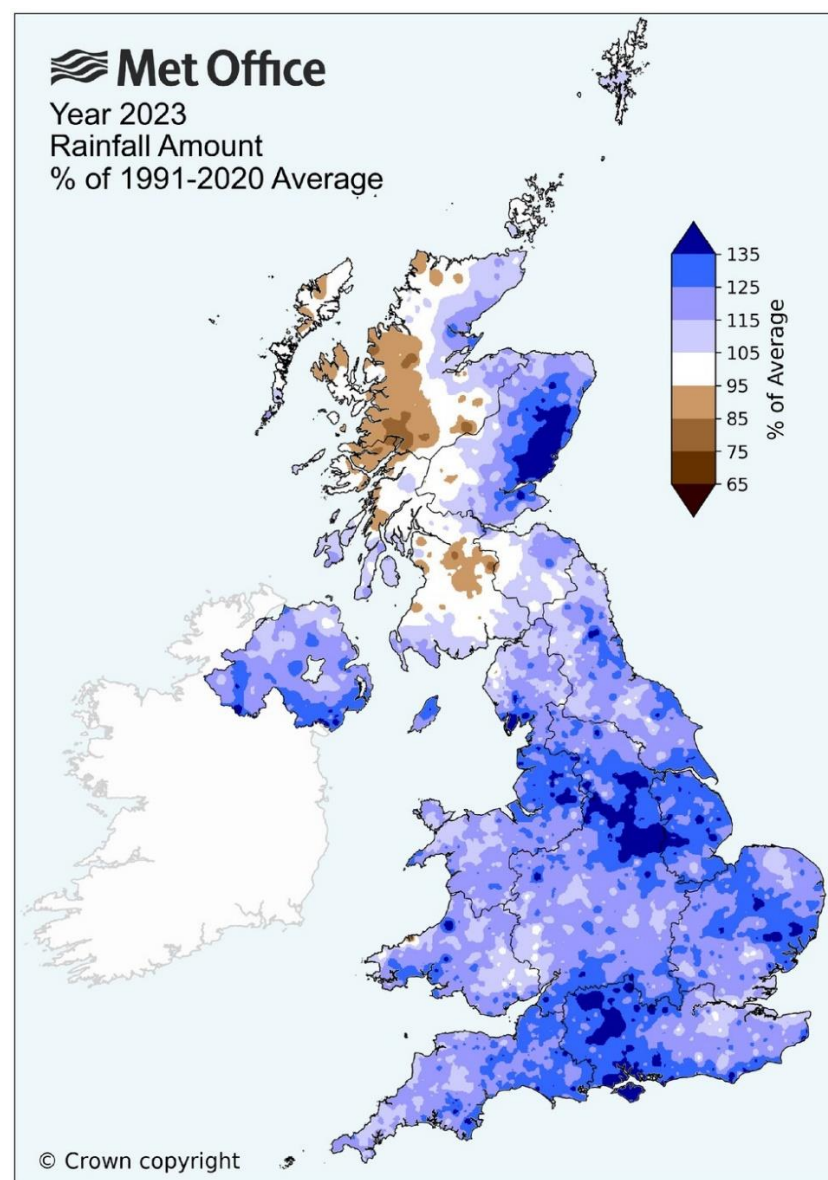 Met Office
Year 2023
Rainfall Amount
% of 1991-2020 Average
135
125
115
105
95
85
75
65
% of Average
© Crown copyright